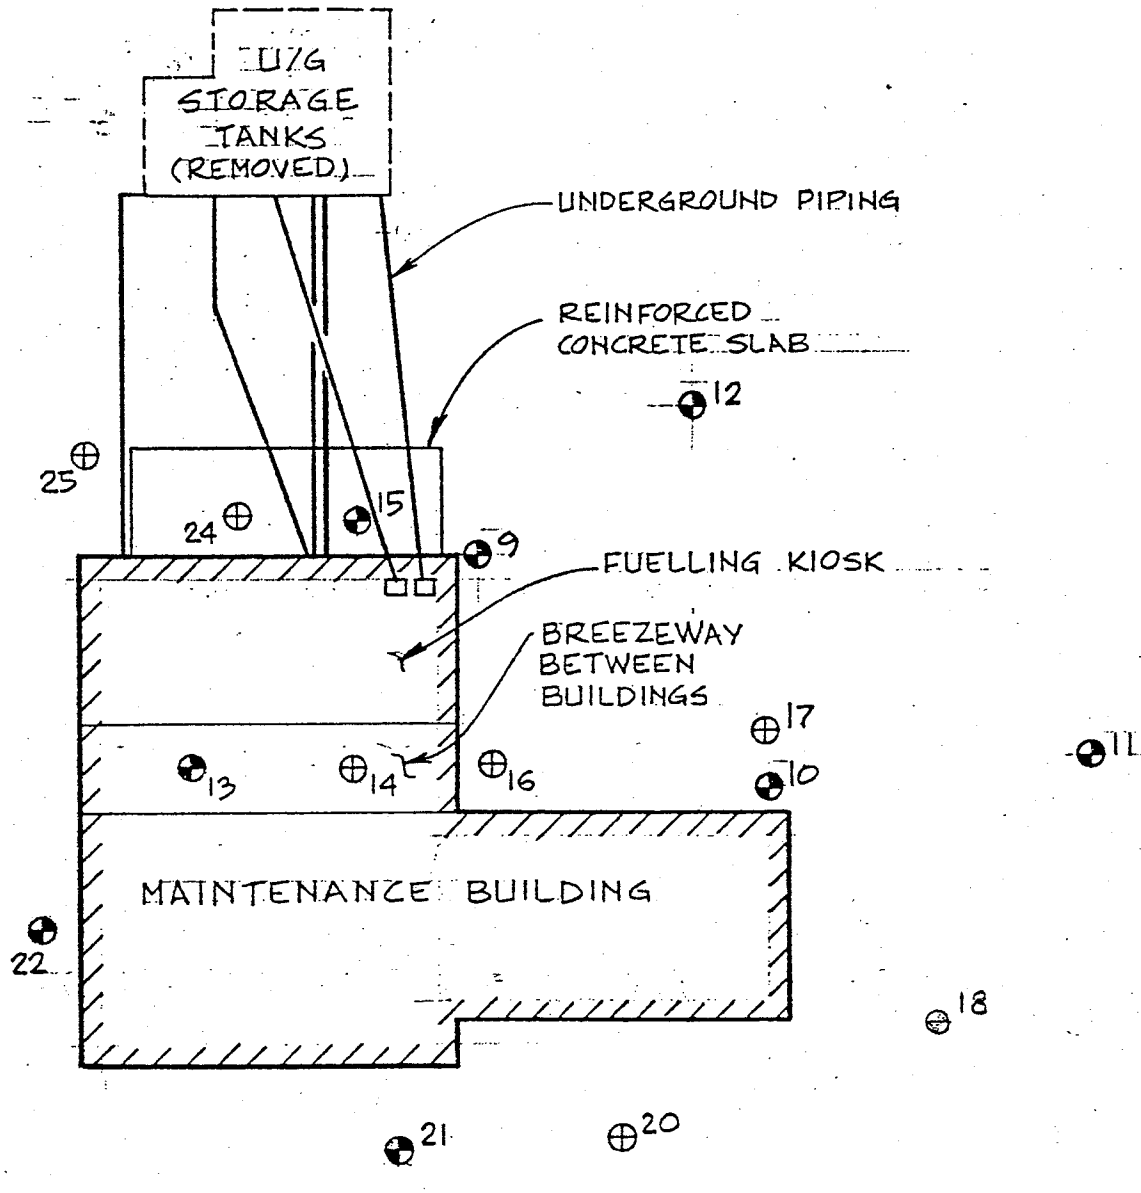 U/G
STORAGE
TANKS
(REMOVED)
UNDERGROUND PIPING
REINFORCED
CONCRETE SLAB
12
25
24
15
9
FUELLING KIOSK
BREEZEWAY
BETWEEN
BUILDINGS
17
11
13
14
16
10
MAINTENANCE BUILDING
22
18
21
20